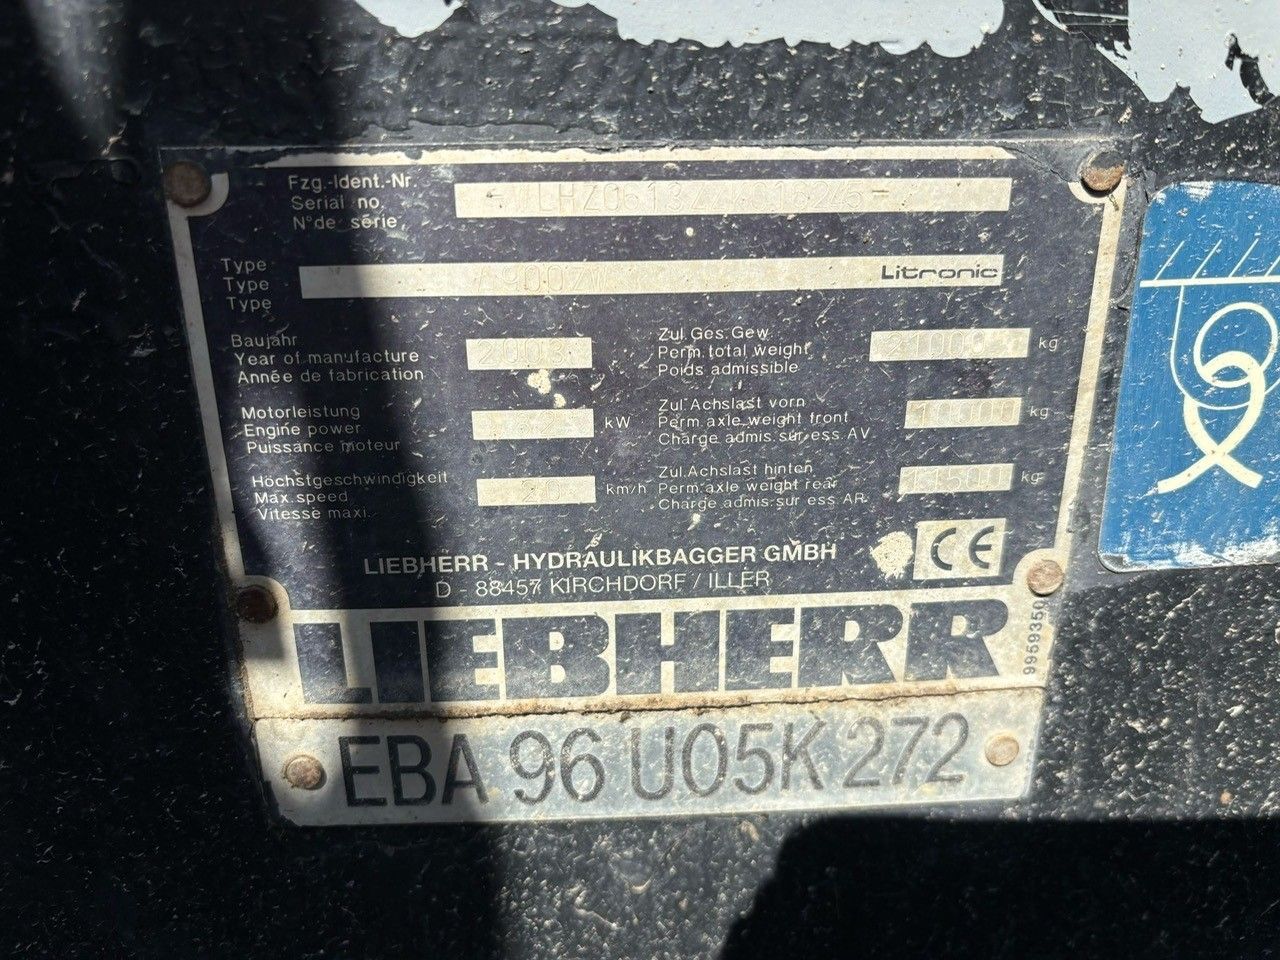 Fzg.-Ident.-Nr.
Serial no.
N° de série.
Type
Type
Type
Litronic
Baujahr
Year of manufacture
Année de fabrication
2003
Zul. Ges. Gew.
Perm. total weight
Poids admissible
kg
Motorleistung
Engine power
Puissance moteur
kW
Zul. Achslast vorn
Perm. axle weight front
Charge admis. sur ess. AV
10000 kg
Höchstgeschwindigkeit
Max. speed
Vitesse maxi.
20 km/h
Zul. Achslast hinten
Perm. axle weight rear
Charge admis. sur ess AR
11500 kg
LIEBHERR - HYDRAULIKBAGGER GMBH
D - 88457 KIRCHDORF / ILLER
CE
LIEBHERR
9959350
EBA 96 U05K 272